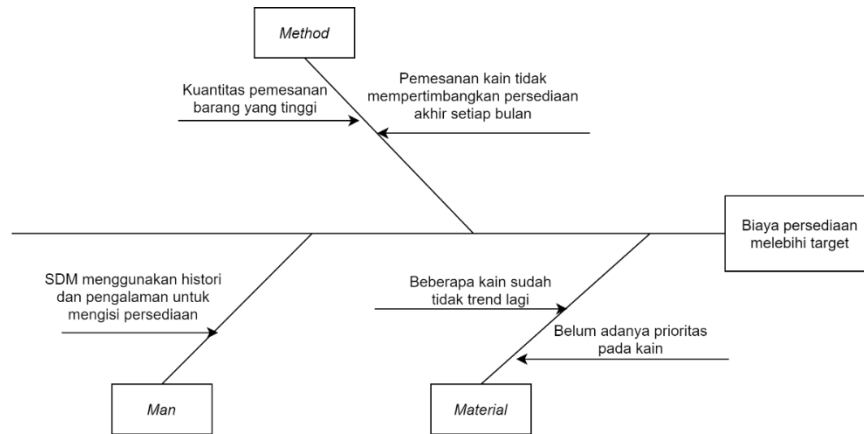 Method
Kuantitas pemesanan
barang yang tinggi
Pemesanan kain tidak
mempertimbangkan persediaan
akhir setiap bulan
Biaya persediaan
melebihi target
SDM menggunakan histori
dan pengalaman untuk
mengisi persediaan
Beberapa kain sudah
tidak trend lagi
Belum adanya prioritas
pada kain
Man
Material